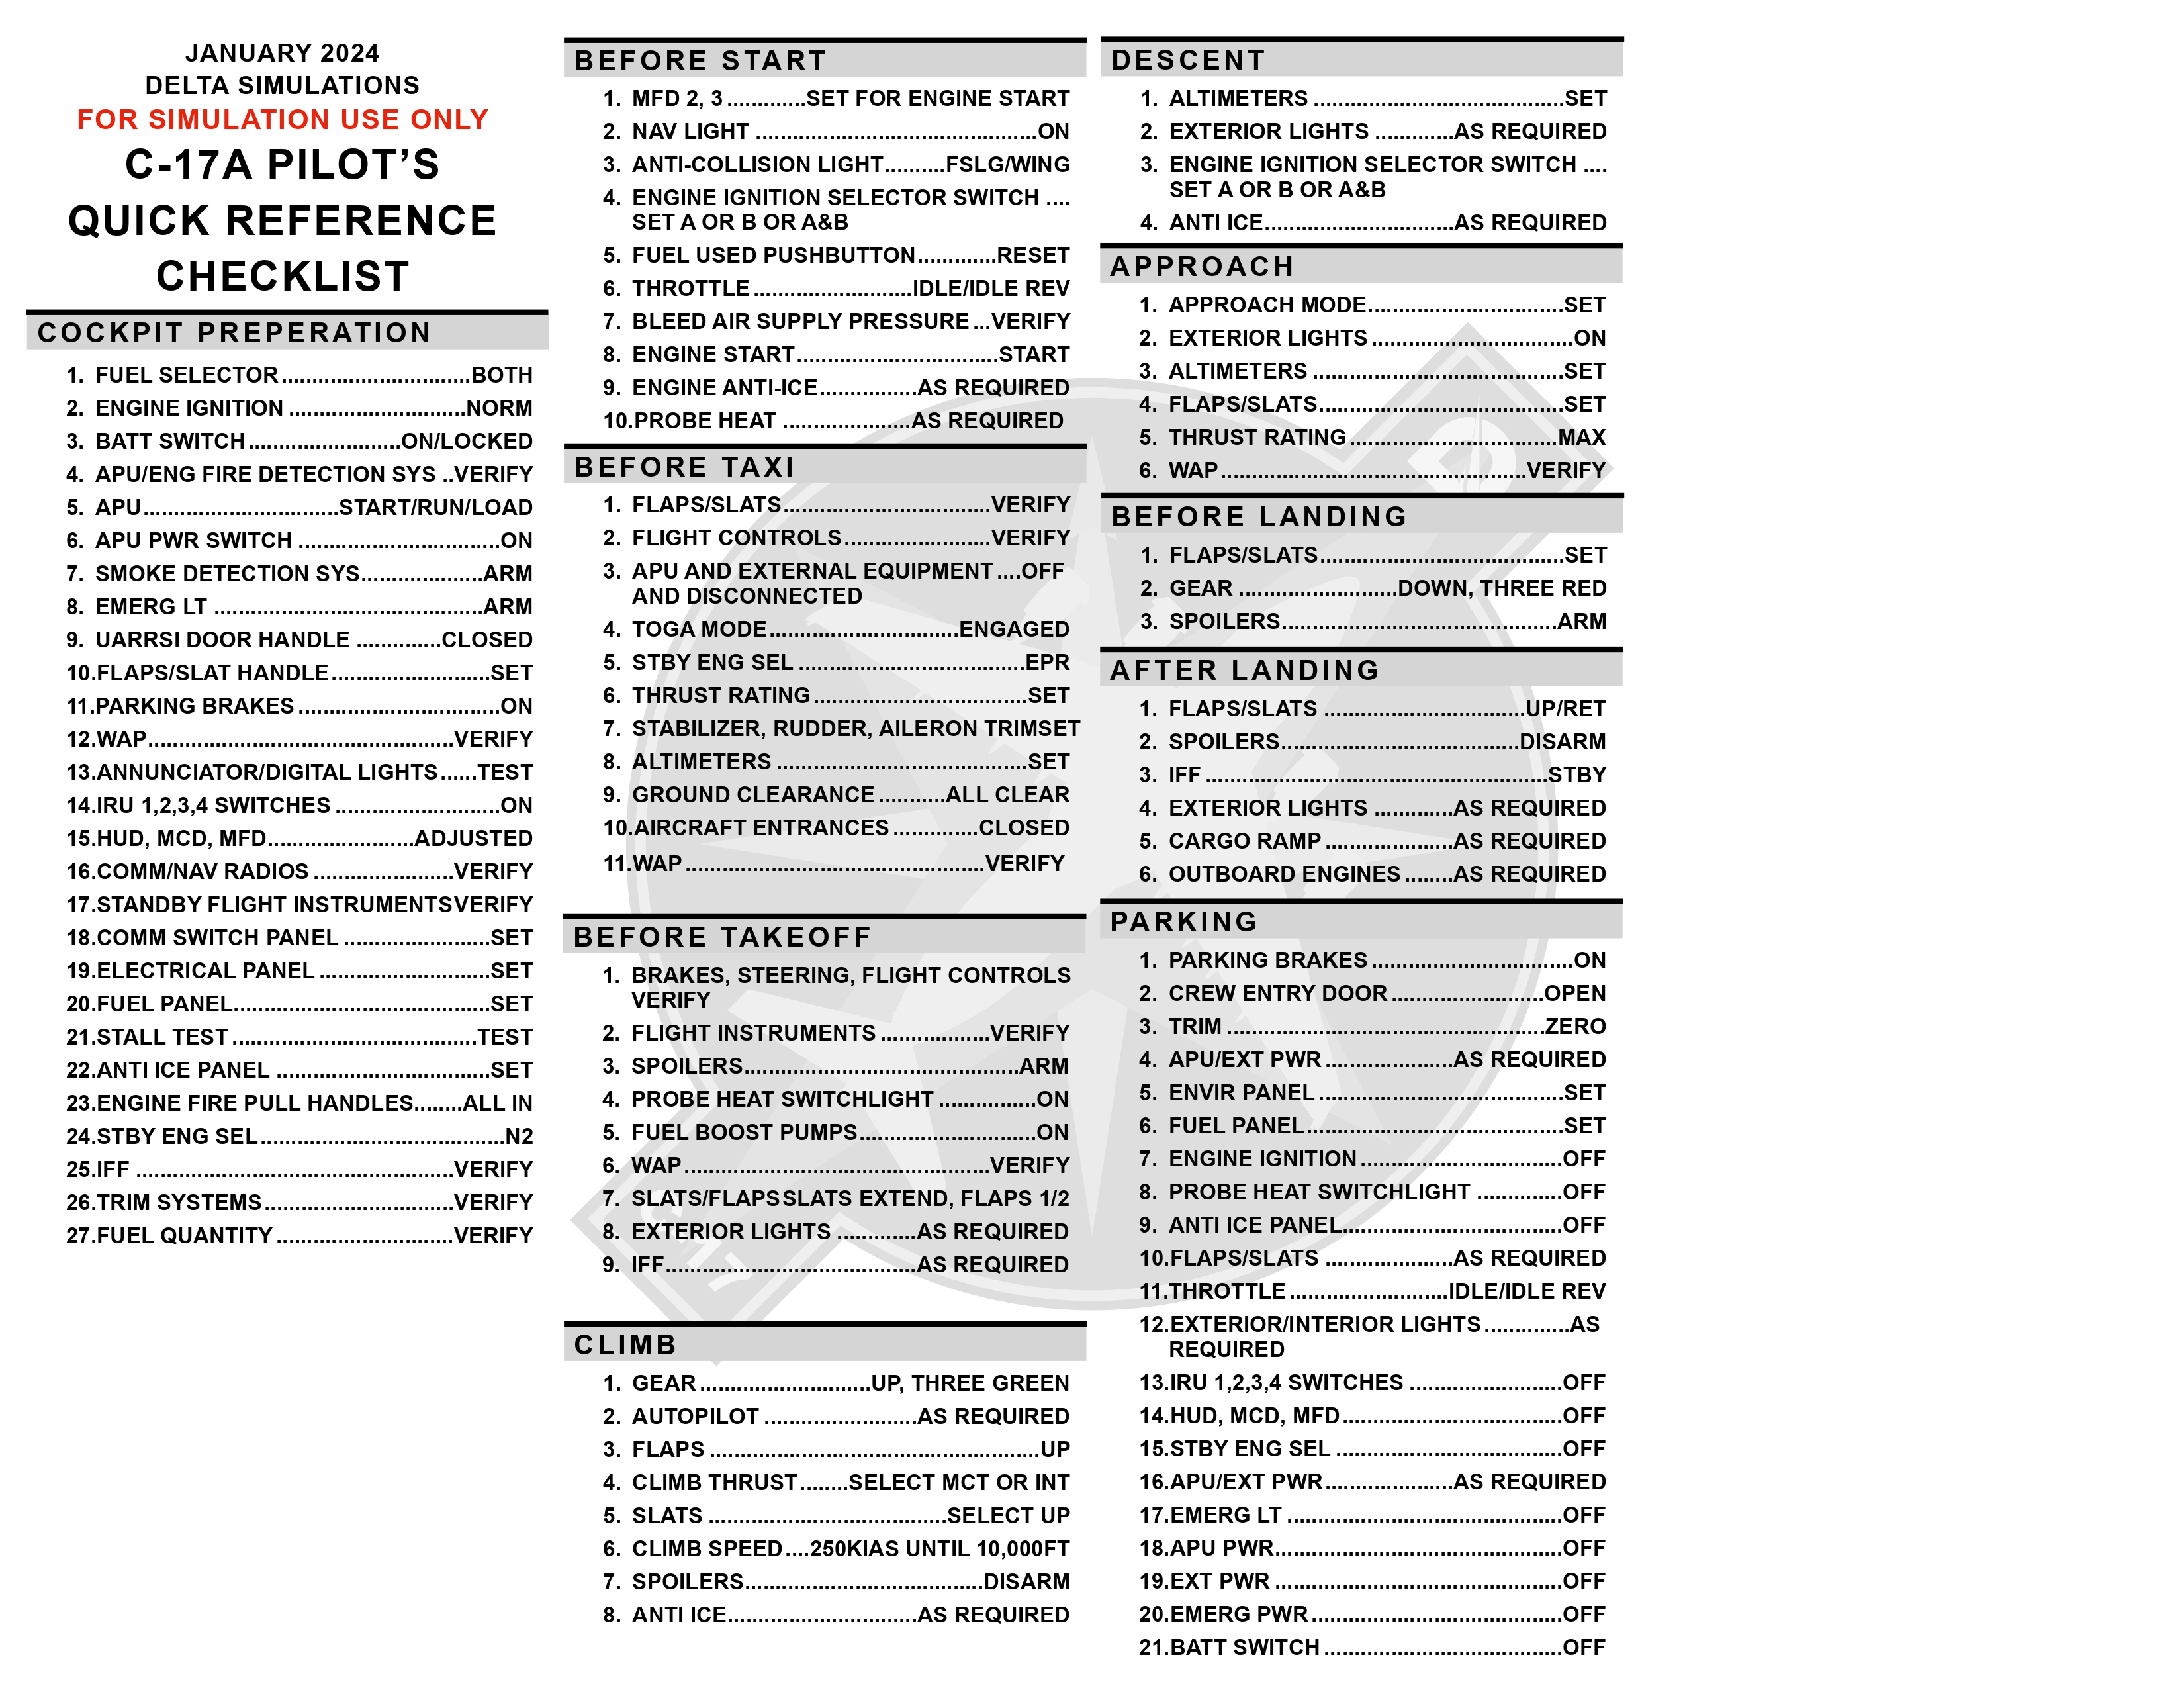 JANUARY 2024
DELTA SIMULATIONS
FOR SIMULATION USE ONLY
C-17A PILOT’S
QUICK REFERENCE
CHECKLIST
COCKPIT PREPERATION
1. FUEL SELECTOR...............................BOTH
2. ENGINE IGNITION .............................NORM
3. BATT SWITCH.........................ON/LOCKED
4. APU/ENG FIRE DETECTION SYS ..VERIFY
5. APU................................START/RUN/LOAD
6. APU PWR SWITCH .................................ON
7. SMOKE DETECTION SYS....................ARM
8. EMERG LT ............................................ARM
9. UARRSI DOOR HANDLE ..............CLOSED
10.FLAPS/SLAT HANDLE..........................SET
11.PARKING BRAKES.................................ON
12.WAP..................................................VERIFY
13.ANNUNCIATOR/DIGITAL LIGHTS......TEST
14.IRU 1,2,3,4 SWITCHES ...........................ON
15.HUD, MCD, MFD........................ADJUSTED
16.COMM/NAV RADIOS .......................VERIFY
17.STANDBY FLIGHT INSTRUMENTSVERIFY
18.COMM SWITCH PANEL ........................SET
19.ELECTRICAL PANEL ............................SET
20.FUEL PANEL..........................................SET
21.STALL TEST ........................................TEST
22.ANTI ICE PANEL ...................................SET
23.ENGINE FIRE PULL HANDLES........ALL IN
24.STBY ENG SEL........................................N2
25.IFF ....................................................VERIFY
26.TRIM SYSTEMS...............................VERIFY
27.FUEL QUANTITY .............................VERIFY
BEFORE START
1. MFD 2, 3 .............SET FOR ENGINE START
2. NAV LIGHT ..............................................ON
3. ANTI-COLLISION LIGHT..........FSLG/WING
4. ENGINE IGNITION SELECTOR SWITCH ....
SET A OR B OR A&B
5. FUEL USED PUSHBUTTON.............RESET
6. THROTTLE ..........................IDLE/IDLE REV
7. BLEED AIR SUPPLY PRESSURE ...VERIFY
8. ENGINE START.................................START
9. ENGINE ANTI-ICE................AS REQUIRED
10.PROBE HEAT .....................AS REQUIRED
BEFORE TAXI
1. FLAPS/SLATS..................................VERIFY
2. FLIGHT CONTROLS........................VERIFY
3. APU AND EXTERNAL EQUIPMENT ....OFF
AND DISCONNECTED
4. TOGA MODE...............................ENGAGED
5. STBY ENG SEL .....................................EPR
6. THRUST RATING...................................SET
7. STABILIZER, RUDDER, AILERON TRIMSET
8. ALTIMETERS .........................................SET
9. GROUND CLEARANCE ...........ALL CLEAR
10.AIRCRAFT ENTRANCES ..............CLOSED
11.WAP .................................................VERIFY
BEFORE TAKEOFF
1. BRAKES, STEERING, FLIGHT CONTROLS
VERIFY
2. FLIGHT INSTRUMENTS ..................VERIFY
3. SPOILERS.............................................ARM
4. PROBE HEAT SWITCHLIGHT ................ON
5. FUEL BOOST PUMPS.............................ON
6. WAP..................................................VERIFY
7. SLATS/FLAPSSLATS EXTEND, FLAPS 1/2
8. EXTERIOR LIGHTS .............AS REQUIRED
9. IFF.........................................AS REQUIRED
CLIMB
1. GEAR ............................UP, THREE GREEN
2. AUTOPILOT .........................AS REQUIRED
3. FLAPS ......................................................UP
4. CLIMB THRUST........SELECT MCT OR INT
5. SLATS .......................................SELECT UP
6. CLIMB SPEED....250KIAS UNTIL 10,000FT
7. SPOILERS.......................................DISARM
8. ANTI ICE...............................AS REQUIRED
DESCENT
1. ALTIMETERS .........................................SET
2. EXTERIOR LIGHTS .............AS REQUIRED
3. ENGINE IGNITION SELECTOR SWITCH ....
SET A OR B OR A&B
4. ANTI ICE...............................AS REQUIRED
APPROACH
1. APPROACH MODE................................SET
2. EXTERIOR LIGHTS .................................ON
3. ALTIMETERS .........................................SET
4. FLAPS/SLATS........................................SET
5. THRUST RATING..................................MAX
6. WAP..................................................VERIFY
BEFORE LANDING
1. FLAPS/SLATS........................................SET
2. GEAR ..........................DOWN, THREE RED
3. SPOILERS.............................................ARM
AFTER LANDING
1. FLAPS/SLATS .................................UP/RET
2. SPOILERS.......................................DISARM
3. IFF ........................................................STBY
4. EXTERIOR LIGHTS .............AS REQUIRED
5. CARGO RAMP .....................AS REQUIRED
6. OUTBOARD ENGINES ........AS REQUIRED
PARKING
1. PARKING BRAKES .................................ON
2. CREW ENTRY DOOR .........................OPEN
3. TRIM ....................................................ZERO
4. APU/EXT PWR .....................AS REQUIRED
5. ENVIR PANEL ........................................SET
6. FUEL PANEL..........................................SET
7. ENGINE IGNITION .................................OFF
8. PROBE HEAT SWITCHLIGHT ..............OFF
9. ANTI ICE PANEL....................................OFF
10.FLAPS/SLATS .....................AS REQUIRED
11.THROTTLE ..........................IDLE/IDLE REV
12.EXTERIOR/INTERIOR LIGHTS ..............AS
REQUIRED
13.IRU 1,2,3,4 SWITCHES .........................OFF
14.HUD, MCD, MFD....................................OFF
15.STBY ENG SEL .....................................OFF
16.APU/EXT PWR.....................AS REQUIRED
17.EMERG LT .............................................OFF
18.APU PWR...............................................OFF
19.EXT PWR ...............................................OFF
20.EMERG PWR .........................................OFF
21.BATT SWITCH .......................................OFF